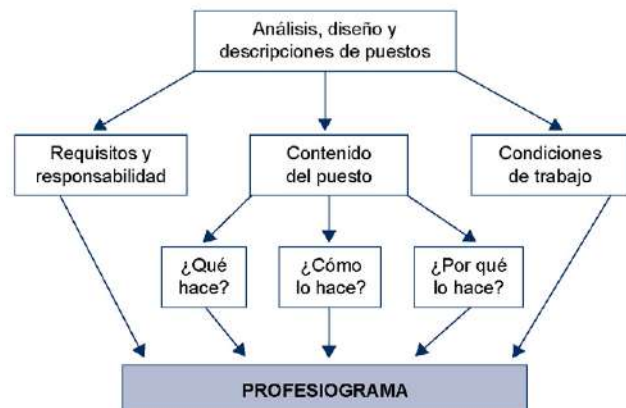 Análisis, diseño y
descripciones de puestos
Requisitos y
responsabilidad
Contenido
del puesto
Condiciones
de trabajo
¿Qué
hace?
¿Cómo
lo hace?
¿Por qué
lo hace?
PROFESIOGRAMA